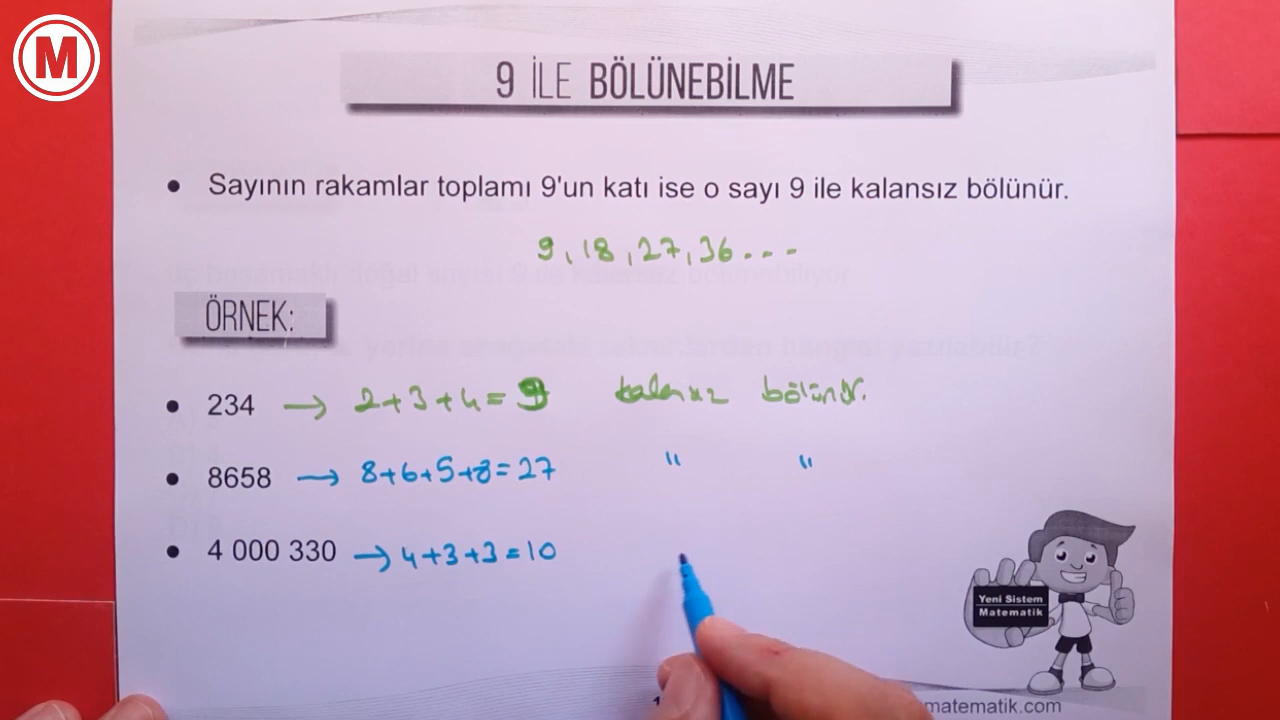 M
9 İLE BÖLÜNEBİLME
• Sayının rakamlar toplamı 9'un katı ise o sayı 9 ile kalansız bölünür.
9, 18, 27, 36...-
ÖRNEK:
• 234 → 2+3+4=9 kalansız bölünür.
• 8658 → 8+6+5+8=27 " "
• 4 000 330 → 4+3+3=10
Yeni Sistem
Matematik
matematik.com